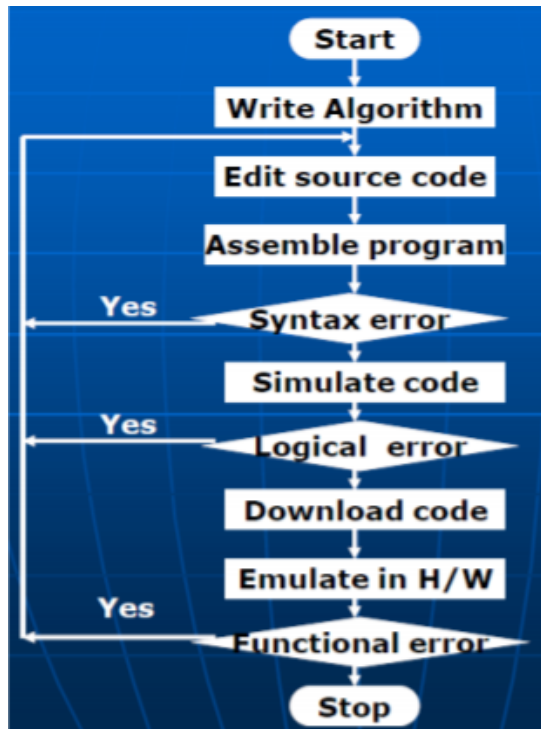 Start
Write Algorithm
Edit source code
Assemble program
Yes
Syntax error
Simulate code
Yes
Logical error
Download code
Emulate in H/W
Yes
Functional error
Stop